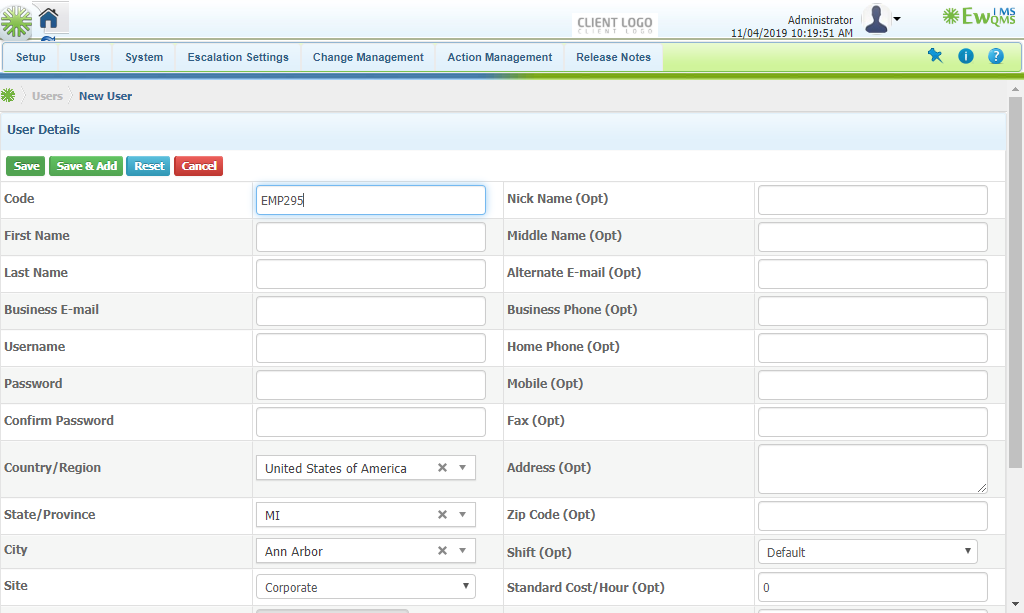 CLIENT LOGO
CLIENT LOGO
Administrator
11/04/2019 10:19:51 AM
EwQMS
IMS
Setup Users System Escalation Settings Change Management Action Management Release Notes
Users New User
User Details
Save Save & Add Reset Cancel
Code EMP295 Nick Name (Opt)
First Name Middle Name (Opt)
Last Name Alternate E-mail (Opt)
Business E-mail Business Phone (Opt)
Username Home Phone (Opt)
Password Mobile (Opt)
Confirm Password Fax (Opt)
Country/Region United States of America Address (Opt)
State/Province MI Zip Code (Opt)
City Ann Arbor Shift (Opt) Default
Site Corporate Standard Cost/Hour (Opt) 0